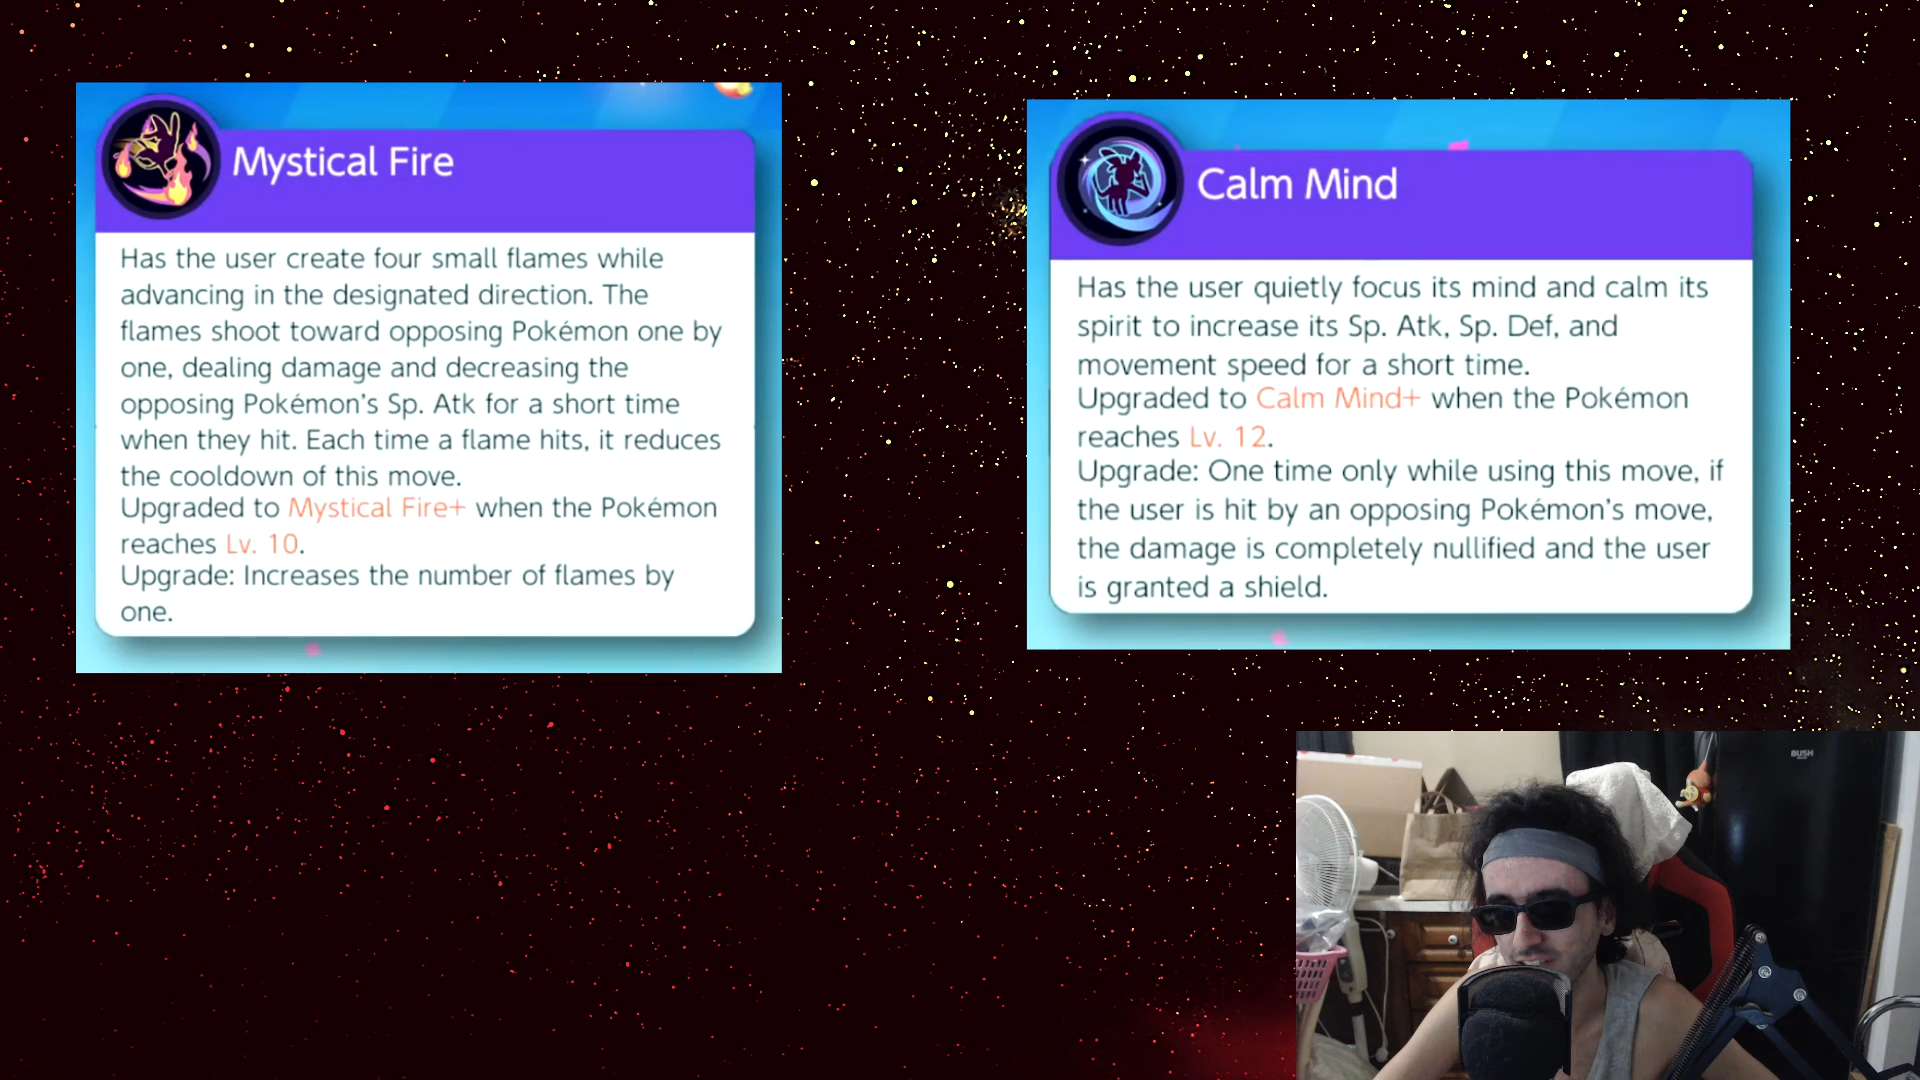 Mystical Fire
Has the user create four small flames while
advancing in the designated direction. The
flames shoot toward opposing Pokémon one by
one, dealing damage and decreasing the
opposing Pokémon's Sp. Atk for a short time
when they hit. Each time a flame hits, it reduces
the cooldown of this move.
Upgraded to Mystical Fire+ when the Pokémon
reaches Lv. 10.
Upgrade: Increases the number of flames by
one.
Calm Mind
Has the user quietly focus its mind and calm its
spirit to increase its Sp. Atk, Sp. Def, and
movement speed for a short time.
Upgraded to Calm Mind+ when the Pokémon
reaches Lv. 12.
Upgrade: One time only while using this move, if
the user is hit by an opposing Pokémon's move,
the damage is completely nullified and the user
is granted a shield.
BUSH